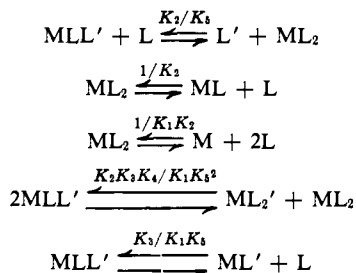 K₂/K₅
MLL′ + L ⇌ L′ + ML₂
1/K₂
ML₂ ⇌ ML + L
1/K₁K₂
ML₂ ⇌ M + 2L
K₂K₃K₄/K₁K₅²
2MLL′ ⇌ ML₂′ + ML₂
K₃/K₁K₅
MLL′ ⇌ ML′ + L